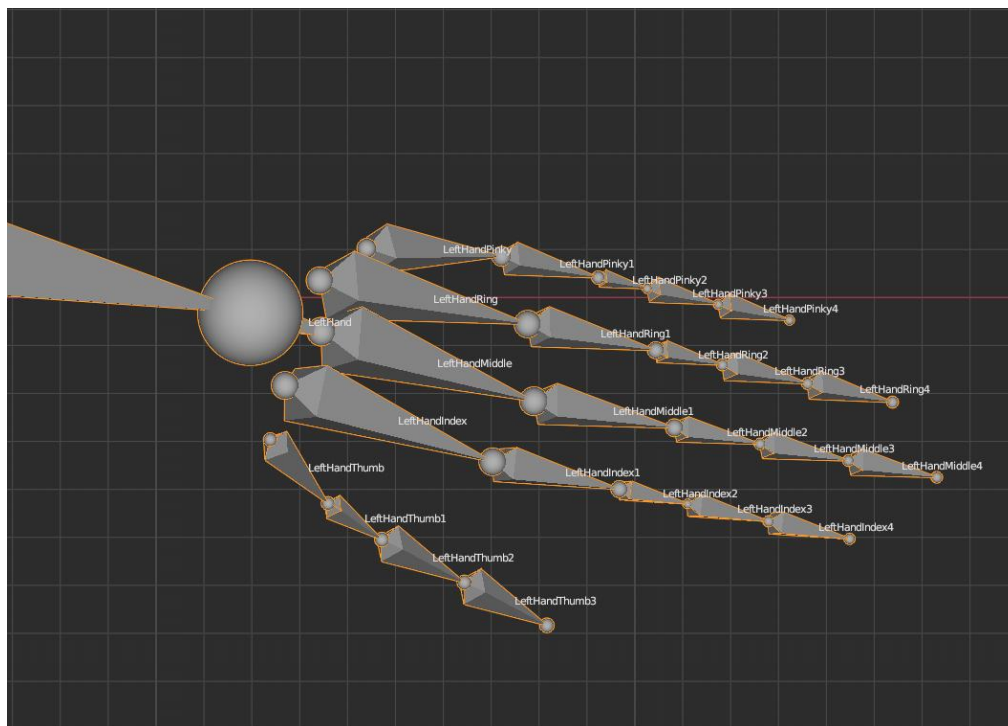 LeftHandPinky
LeftHandPinky1
LeftHandPinky2
LeftHandPinky3
LeftHandPinky4
LeftHand
LeftHandRing
LeftHandRing1
LeftHandRing2
LeftHandRing3
LeftHandRing4
LeftHandMiddle
LeftHandMiddle1
LeftHandMiddle2
LeftHandMiddle3
LeftHandMiddle4
LeftHandIndex
LeftHandIndex1
LeftHandIndex2
LeftHandIndex3
LeftHandIndex4
LeftHandThumb
LeftHandThumb1
LeftHandThumb2
LeftHandThumb3